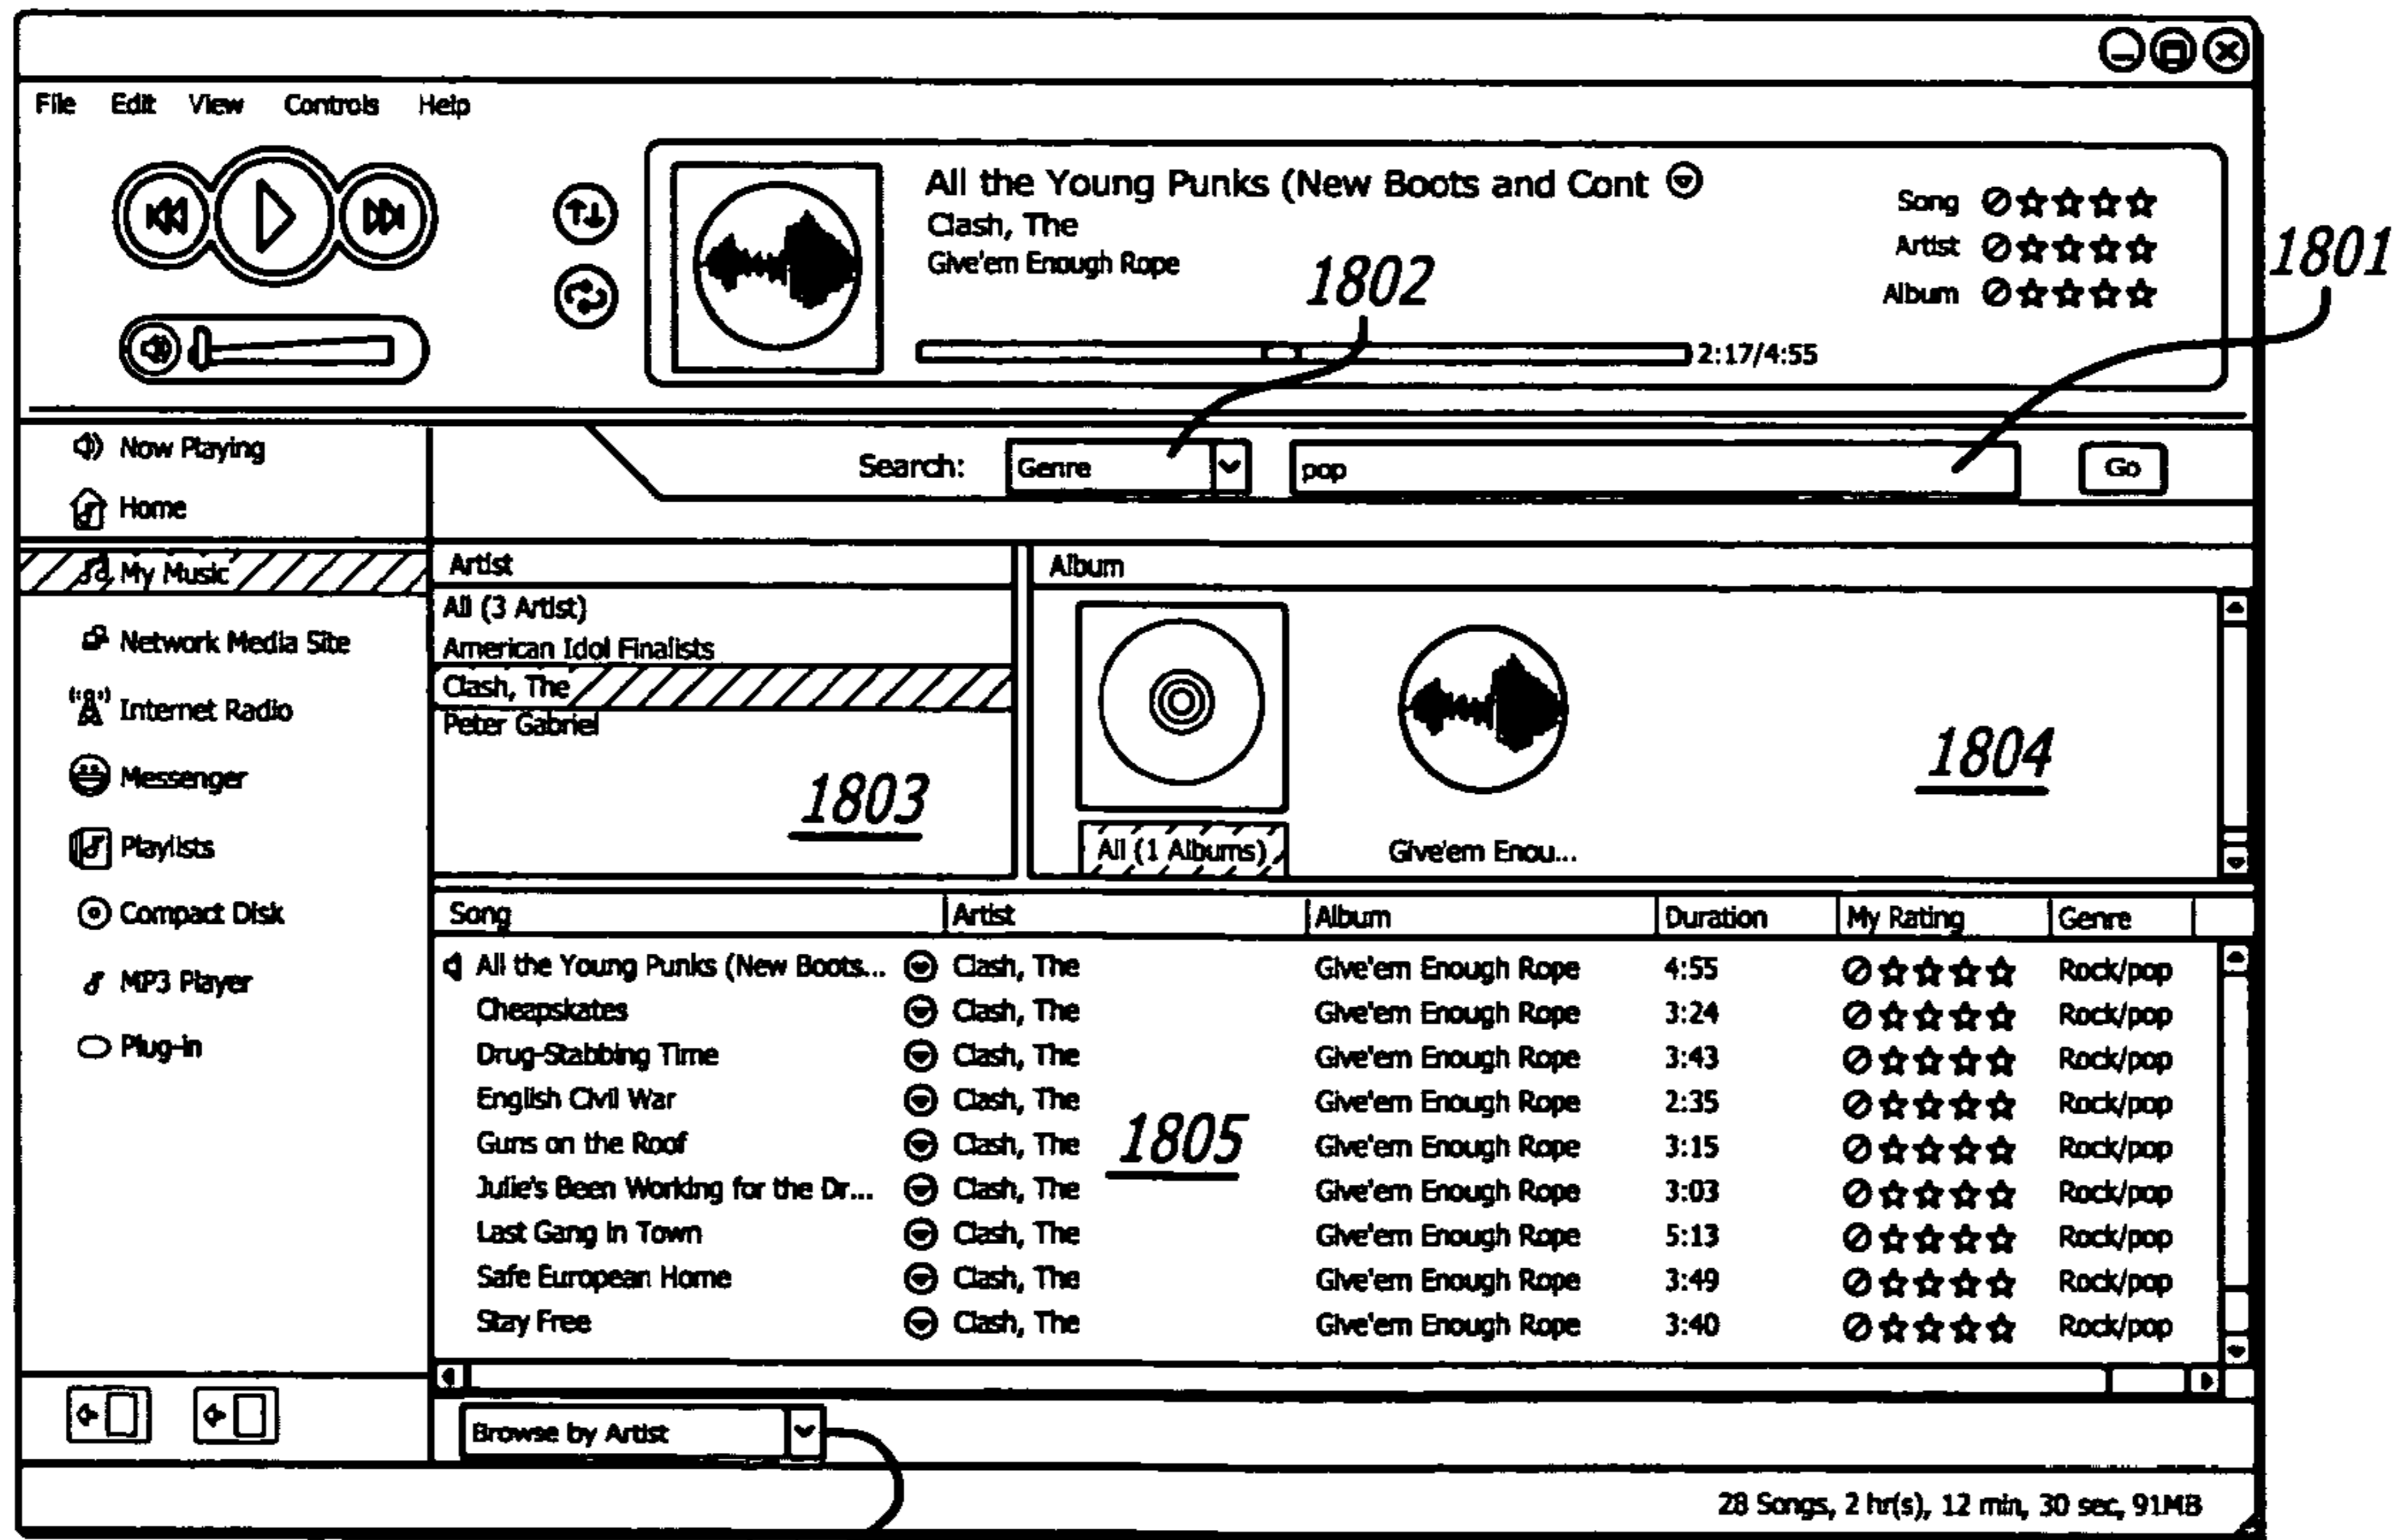 File Edit View Controls Help
All the Young Punks (New Boots and Cont
Clash, The
Give'em Enough Rope
Song
Artist
Album
1801
1802
2:17/4:55
Now Playing
Home
Search: Genre pop Go
My Music
Network Media Site
Internet Radio
Messenger
Playlists
Compact Disk
MP3 Player
Plug-in
Artist
All (3 Artist)
American Idol Finalists
Clash, The
Peter Gabriel
1803
Album
All (1 Albums)
Give'em Enou...
1804
Song Artist Album Duration My Rating Genre
All the Young Punks (New Boots... Clash, The Give'em Enough Rope 4:55 Rock/pop
Cheapskates Clash, The Give'em Enough Rope 3:24 Rock/pop
Drug-Stabbing Time Clash, The Give'em Enough Rope 3:43 Rock/pop
English Civil War Clash, The Give'em Enough Rope 2:35 Rock/pop
Guns on the Roof Clash, The Give'em Enough Rope 3:15 Rock/pop
1805
Julie's Been Working for the Dr... Clash, The Give'em Enough Rope 3:03 Rock/pop
Last Gang In Town Clash, The Give'em Enough Rope 5:13 Rock/pop
Safe European Home Clash, The Give'em Enough Rope 3:49 Rock/pop
Stay Free Clash, The Give'em Enough Rope 3:40 Rock/pop
Browse by Artist
28 Songs, 2 hr(s), 12 min, 30 sec, 91MB